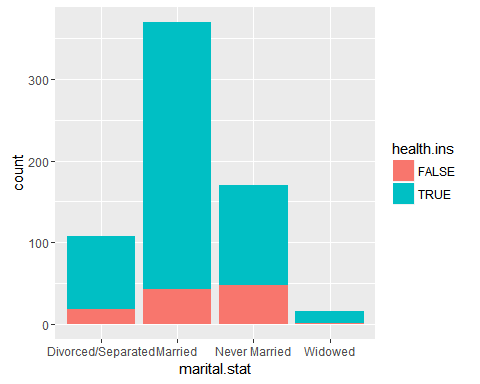 300
200
100
0
count
Divorced/Separated Married Never Married Widowed
marital.stat
health.ins
FALSE
TRUE